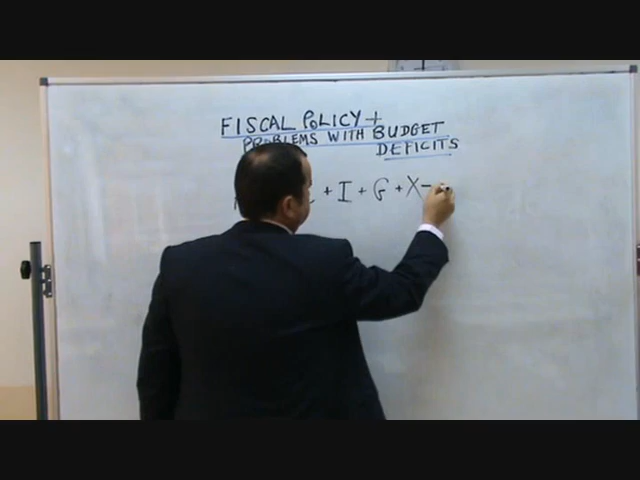 FISCAL POLICY +
PROBLEMS WITH BUDGET
DEFICITS
+ I + G + X -